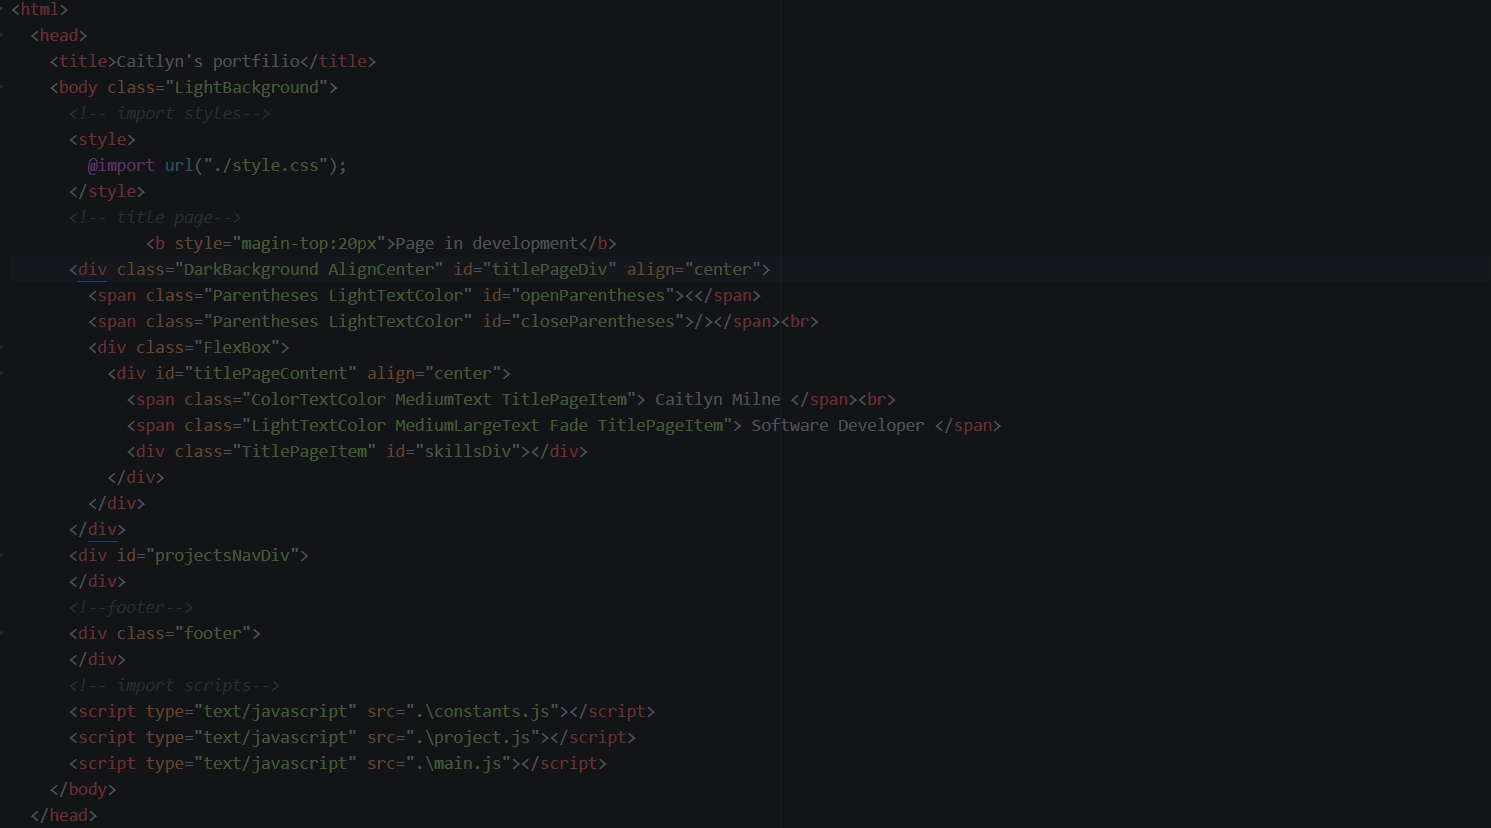 <html>
<head>
<title>Caitlyn's portfilio</title>
<body class="LightBackground">
<!-- import styles-->
<style>
@import url("./style.css");
</style>
<!-- title page-->
<b style="magin-top:20px">Page in development</b>
<div class="DarkBackground AlignCenter" id="titlePageDiv" align="center">
<span class="Parentheses LightTextColor" id="openParentheses"><</span>
<span class="Parentheses LightTextColor" id="closeParentheses">/></span><br>
<div class="FlexBox">
<div id="titlePageContent" align="center">
<span class="ColorTextColor MediumText TitlePageItem"> Caitlyn Milne </span><br>
<span class="LightTextColor MediumLargeText Fade TitlePageItem"> Software Developer </span>
<div class="TitlePageItem" id="skillsDiv"></div>
</div>
</div>
</div>
<div id="projectsNavDiv">
</div>
<!--footer-->
<div class="footer">
</div>
<!-- import scripts-->
<script type="text/javascript" src=".\constants.js"></script>
<script type="text/javascript" src=".\project.js"></script>
<script type="text/javascript" src=".\main.js"></script>
</body>
</head>